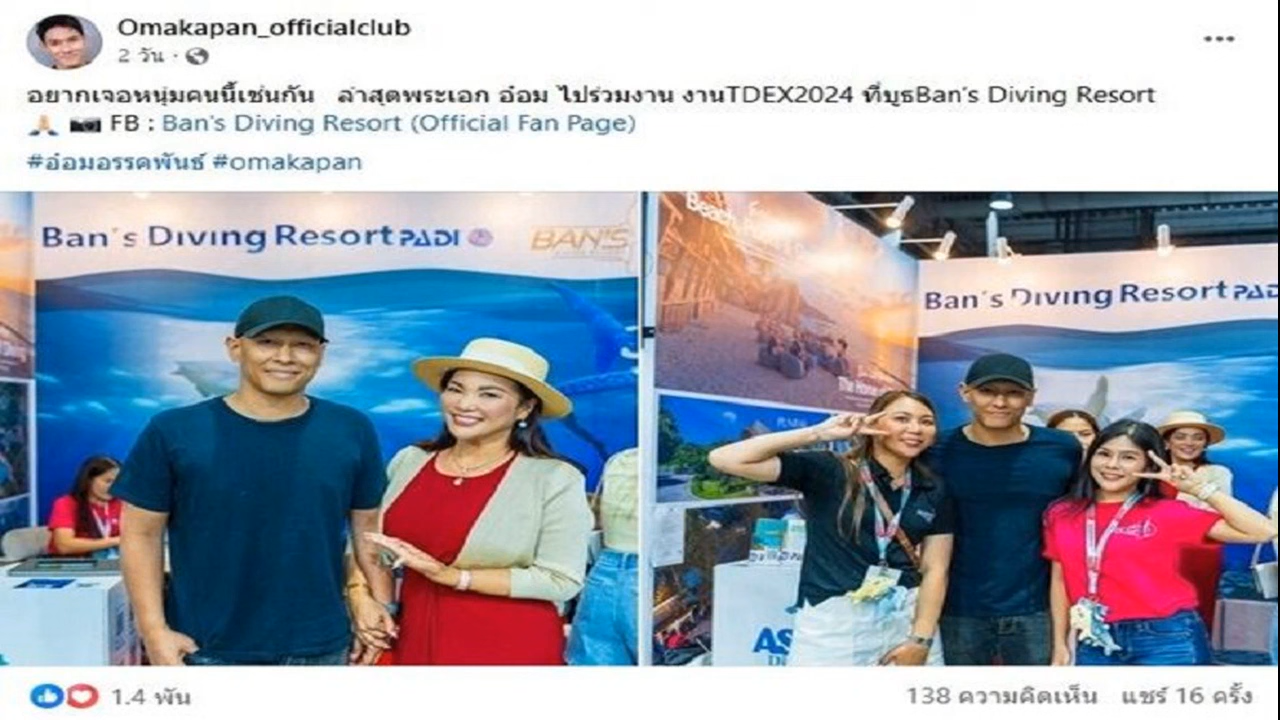 Omakapan_officialclub
2 วัน ·
อยากเจอหนุ่มคนนี้เช่นกัน ล่าสุดพระเอก อ๋อม ไปร่วมงาน งานTDEX2024 ที่บูธBan's Diving Resort
🙏 📷 FB : Ban's Diving Resort (Official Fan Page)
#อ๋อมอรรคพันธ์ #omakapan
Ban's Diving Resort PADI
BAN'S
Beach
Ban's Diving Resort PAD
The
AS
1.4 พัน
138 ความคิดเห็น แชร์ 16 ครั้ง